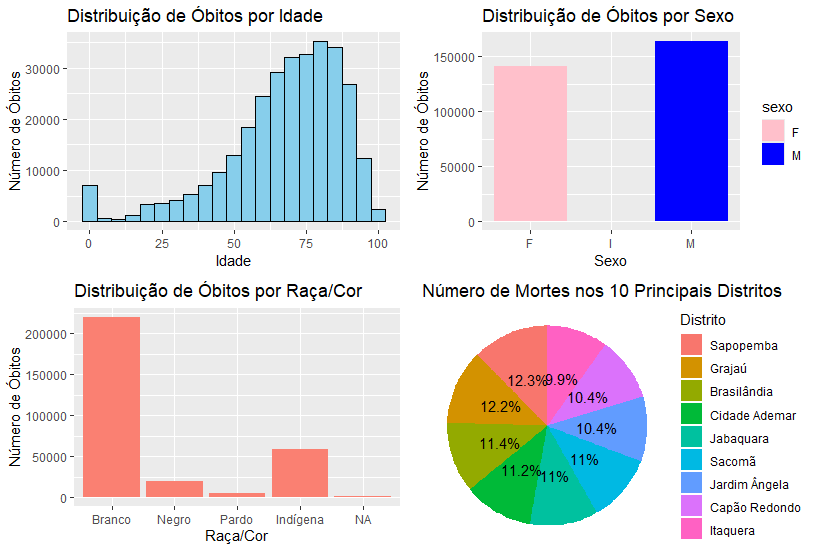 Distribuição de Óbitos por Idade
Número de Óbitos
30000
20000
10000
0
0 25 50 75 100
Idade
Distribuição de Óbitos por Sexo
Número de Óbitos
150000
100000
50000
0
F I M
Sexo
sexo
F
M
Distribuição de Óbitos por Raça/Cor
Número de Óbitos
200000
150000
100000
50000
0
Branco Negro Pardo Indígena NA
Raça/Cor
Número de Mortes nos 10 Principais Distritos
12.3% 9.9%
10.4%
12.2%
10.4%
11.4%
11%
11.2% 11%
Distrito
Sapopemba
Grajaú
Brasilândia
Cidade Ademar
Jabaquara
Sacomã
Jardim Ângela
Capão Redondo
Itaquera